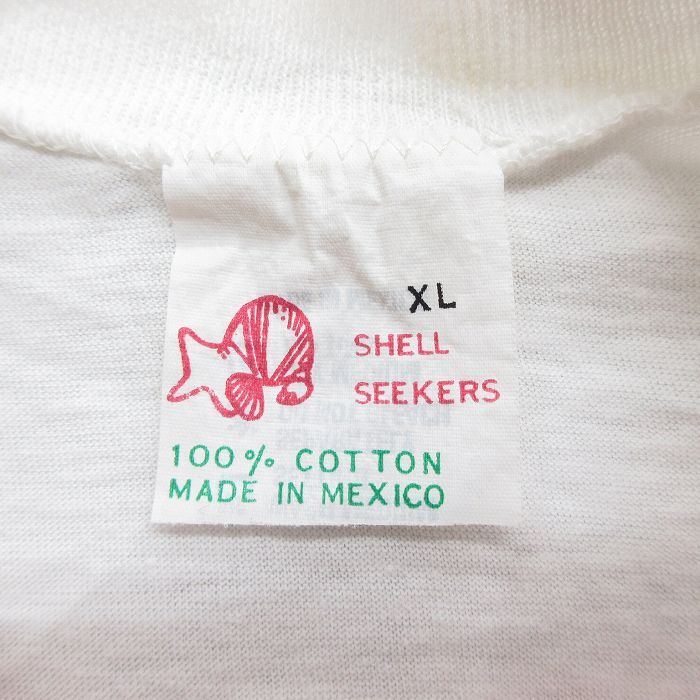 XL
SHELL
SEEKERS
100% COTTON
MADE IN MEXICO